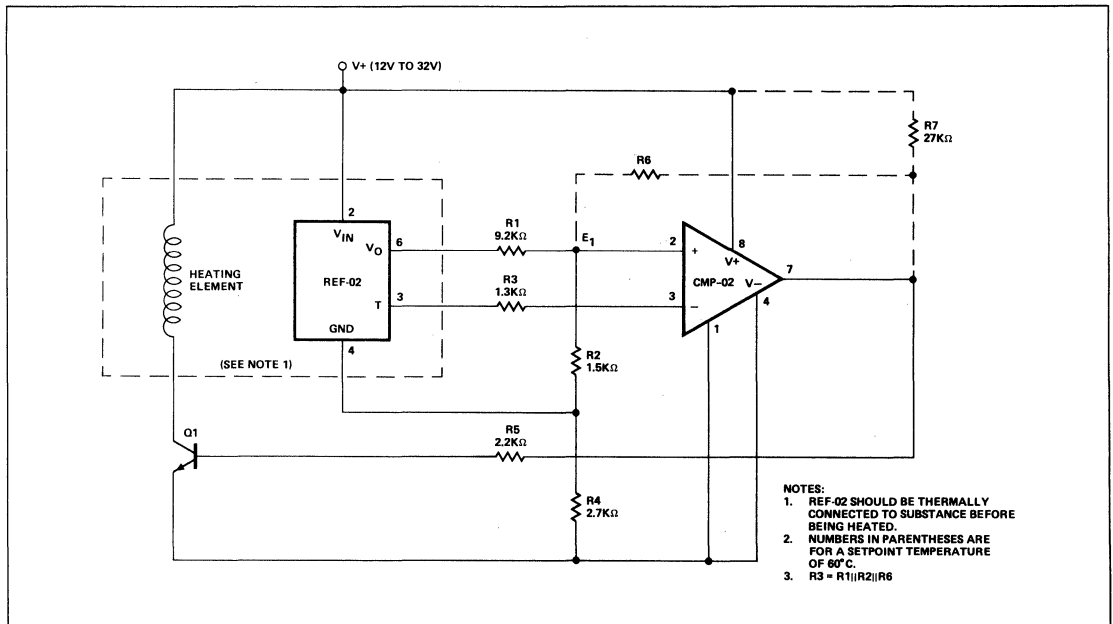 V+ (12V TO 32V)
R7
27KΩ
R6
2
VIN
VO
6
R1
9.2KΩ
E1
2
+
8
V+
7
HEATING
ELEMENT
REF-02
R3
1.3KΩ
CMP-02
V−
T
3
3
−
4
GND
1
4
R2
1.5KΩ
(SEE NOTE 1)
Q1
R5
2.2KΩ
R4
2.7KΩ
NOTES:
1. REF-02 SHOULD BE THERMALLY
CONNECTED TO SUBSTANCE BEFORE
BEING HEATED.
2. NUMBERS IN PARENTHESES ARE
FOR A SETPOINT TEMPERATURE
OF 60°C.
3. R3 = R1||R2||R6